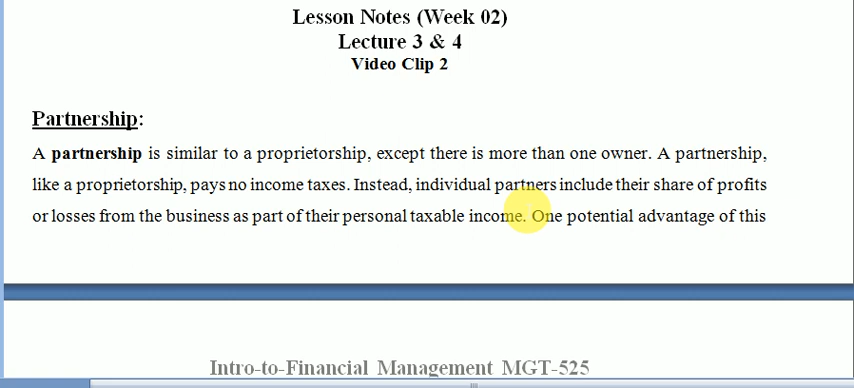 Lesson Notes (Week 02)
Lecture 3 & 4
Video Clip 2
Partnership:
A partnership is similar to a proprietorship, except there is more than one owner. A partnership,
like a proprietorship, pays no income taxes. Instead, individual partners include their share of profits
or losses from the business as part of their personal taxable income. One potential advantage of this
Intro-to-Financial Management MGT-525